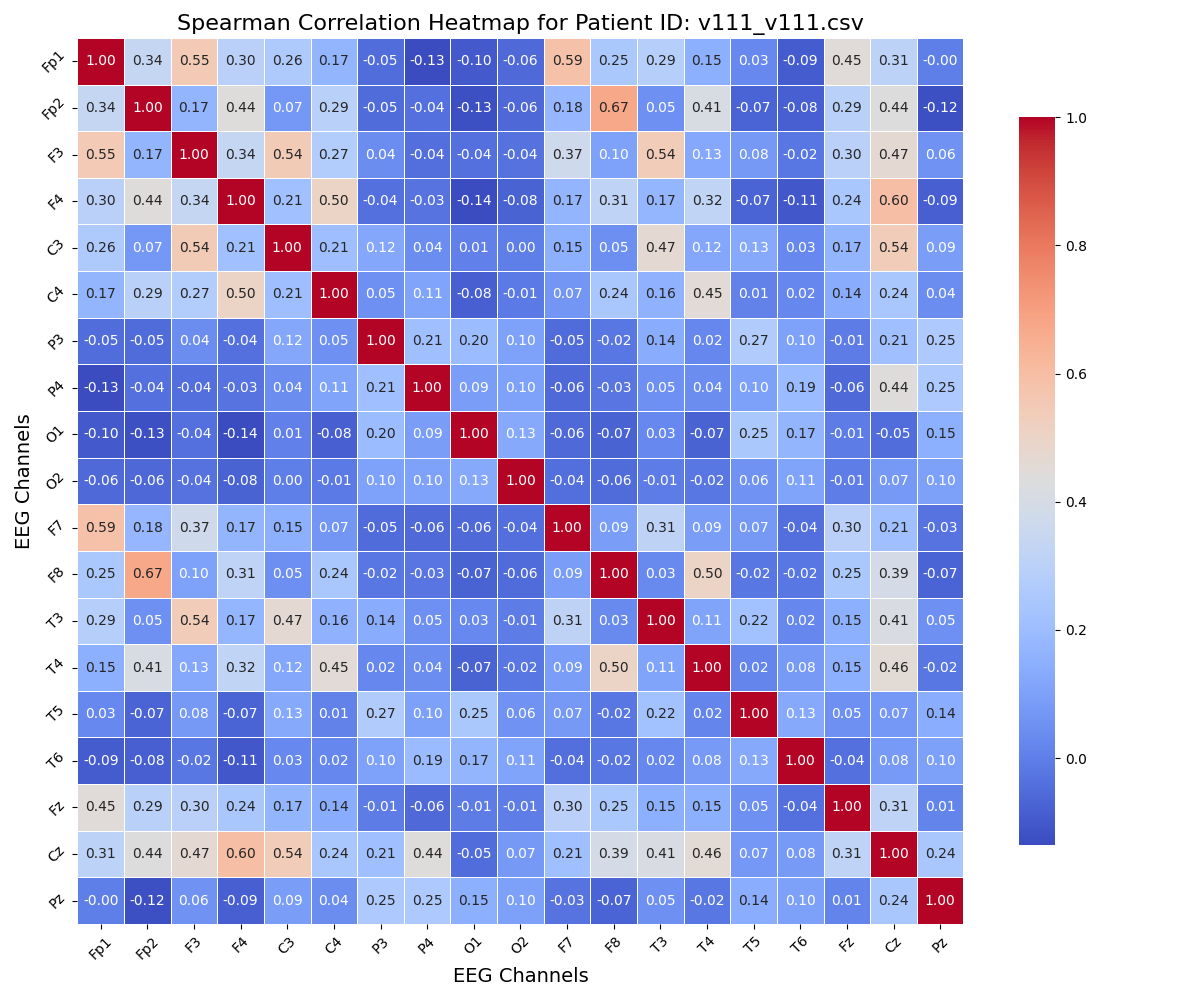 Spearman Correlation Heatmap for Patient ID: v111_v111.csv
Fp1 1.00 0.34 0.55 0.30 0.26 0.17 -0.05 -0.13 -0.10 -0.06 0.59 0.25 0.29 0.15 0.03 -0.09 0.45 0.31 -0.00
Fp2 0.34 1.00 0.17 0.44 0.07 0.29 -0.05 -0.04 -0.13 -0.06 0.18 0.67 0.05 0.41 -0.07 -0.08 0.29 0.44 -0.12
F3 0.55 0.17 1.00 0.34 0.54 0.27 0.04 -0.04 -0.04 -0.04 0.37 0.10 0.54 0.13 0.08 -0.02 0.30 0.47 0.06
F4 0.30 0.44 0.34 1.00 0.21 0.50 -0.04 -0.03 -0.14 -0.08 0.17 0.31 0.17 0.32 -0.07 -0.11 0.24 0.60 -0.09
C3 0.26 0.07 0.54 0.21 1.00 0.21 0.12 0.04 0.01 0.00 0.15 0.05 0.47 0.12 0.13 0.03 0.17 0.54 0.09
C4 0.17 0.29 0.27 0.50 0.21 1.00 0.05 0.11 -0.08 -0.01 0.07 0.24 0.16 0.45 0.01 0.02 0.14 0.24 0.04
P3 -0.05 -0.05 0.04 -0.04 0.12 0.05 1.00 0.21 0.20 0.10 -0.05 -0.02 0.14 0.02 0.27 0.10 -0.01 0.21 0.25
P4 -0.13 -0.04 -0.04 -0.03 0.04 0.11 0.21 1.00 0.09 0.10 -0.06 -0.03 0.05 0.04 0.10 0.19 -0.06 0.44 0.25
O1 -0.10 -0.13 -0.04 -0.14 0.01 -0.08 0.20 0.09 1.00 0.13 -0.06 -0.07 0.03 -0.07 0.25 0.17 -0.01 -0.05 0.15
O2 -0.06 -0.06 -0.04 -0.08 0.00 -0.01 0.10 0.10 0.13 1.00 -0.04 -0.06 -0.01 -0.02 0.06 0.11 -0.01 0.07 0.10
F7 0.59 0.18 0.37 0.17 0.15 0.07 -0.05 -0.06 -0.06 -0.04 1.00 0.09 0.31 0.09 0.07 -0.04 0.30 0.21 -0.03
F8 0.25 0.67 0.10 0.31 0.05 0.24 -0.02 -0.03 -0.07 -0.06 0.09 1.00 0.03 0.50 -0.02 -0.02 0.25 0.39 -0.07
T3 0.29 0.05 0.54 0.17 0.47 0.16 0.14 0.05 0.03 -0.01 0.31 0.03 1.00 0.11 0.22 0.02 0.15 0.41 0.05
T4 0.15 0.41 0.13 0.32 0.12 0.45 0.02 0.04 -0.07 -0.02 0.09 0.50 0.11 1.00 0.02 0.08 0.15 0.46 -0.02
T5 0.03 -0.07 0.08 -0.07 0.13 0.01 0.27 0.10 0.25 0.06 0.07 -0.02 0.22 0.02 1.00 0.13 0.05 0.07 0.14
T6 -0.09 -0.08 -0.02 -0.11 0.03 0.02 0.10 0.19 0.17 0.11 -0.04 -0.02 0.02 0.08 0.13 1.00 -0.04 0.08 0.10
Fz 0.45 0.29 0.30 0.24 0.17 0.14 -0.01 -0.06 -0.01 -0.01 0.30 0.25 0.15 0.15 0.05 -0.04 1.00 0.31 0.01
Cz 0.31 0.44 0.47 0.60 0.54 0.24 0.21 0.44 -0.05 0.07 0.21 0.39 0.41 0.46 0.07 0.08 0.31 1.00 0.24
Pz -0.00 -0.12 0.06 -0.09 0.09 0.04 0.25 0.25 0.15 0.10 -0.03 -0.07 0.05 -0.02 0.14 0.10 0.01 0.24 1.00
Fp1 Fp2 F3 F4 C3 C4 P3 P4 O1 O2 F7 F8 T3 T4 T5 T6 Fz Cz Pz
EEG Channels
EEG Channels
1.0
0.8
0.6
0.4
0.2
0.0